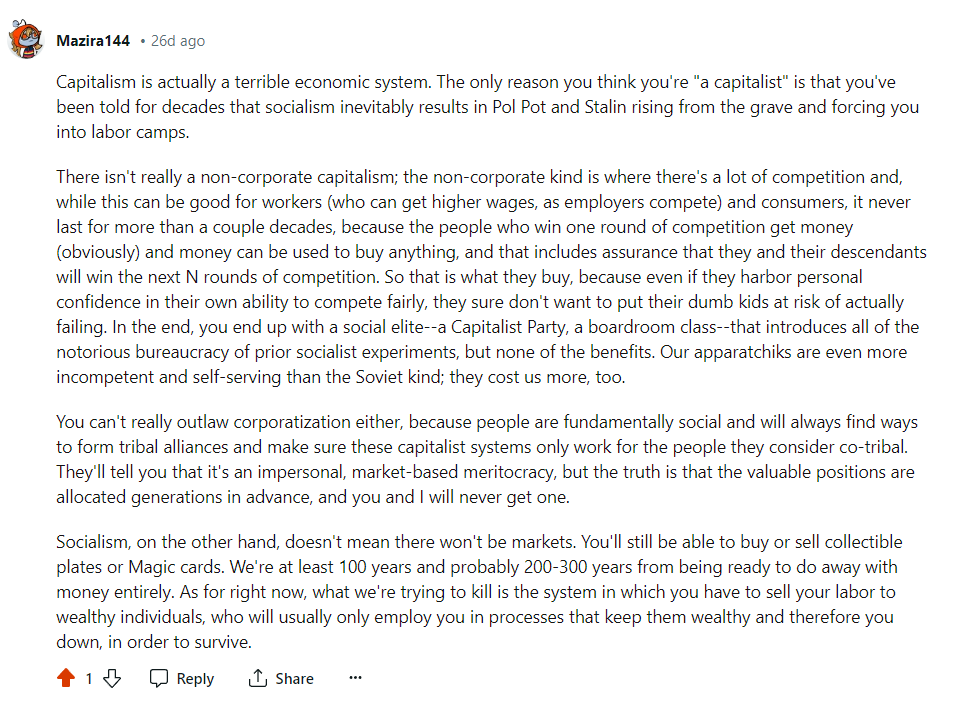 Mazira144 • 26d ago
Capitalism is actually a terrible economic system. The only reason you think you're "a capitalist" is that you've
been told for decades that socialism inevitably results in Pol Pot and Stalin rising from the grave and forcing you
into labor camps.
There isn't really a non-corporate capitalism; the non-corporate kind is where there's a lot of competition and,
while this can be good for workers (who can get higher wages, as employers compete) and consumers, it never
last for more than a couple decades, because the people who win one round of competition get money
(obviously) and money can be used to buy anything, and that includes assurance that they and their descendants
will win the next N rounds of competition. So that is what they buy, because even if they harbor personal
confidence in their own ability to compete fairly, they sure don't want to put their dumb kids at risk of actually
failing. In the end, you end up with a social elite--a Capitalist Party, a boardroom class--that introduces all of the
notorious bureaucracy of prior socialist experiments, but none of the benefits. Our apparatchiks are even more
incompetent and self-serving than the Soviet kind; they cost us more, too.
You can't really outlaw corporatization either, because people are fundamentally social and will always find ways
to form tribal alliances and make sure these capitalist systems only work for the people they consider co-tribal.
They'll tell you that it's an impersonal, market-based meritocracy, but the truth is that the valuable positions are
allocated generations in advance, and you and I will never get one.
Socialism, on the other hand, doesn't mean there won't be markets. You'll still be able to buy or sell collectible
plates or Magic cards. We're at least 100 years and probably 200-300 years from being ready to do away with
money entirely. As for right now, what we're trying to kill is the system in which you have to sell your labor to
wealthy individuals, who will usually only employ you in processes that keep them wealthy and therefore you
down, in order to survive.
1 Reply Share ···